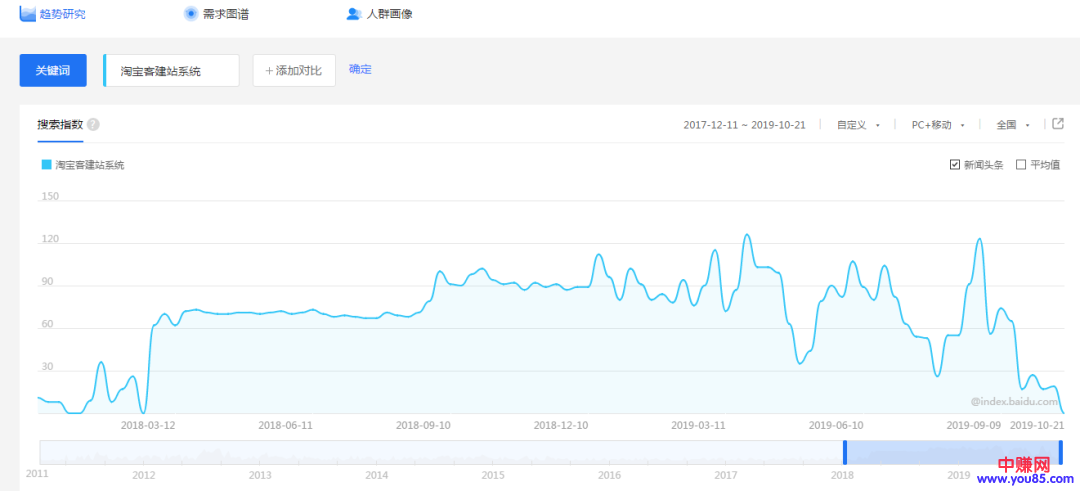 趋势研究 需求图谱 人群画像
关键词 淘宝客建站系统 + 添加对比 确定
搜索指数 ? 2017-12-11 ~ 2019-10-21 自定义 PC+移动 全国
淘宝客建站系统 新闻头条 平均值
150
120
90
60
30
@index.baidu.com
2018-03-12 2018-06-11 2018-09-10 2018-12-10 2019-03-11 2019-06-10 2019-09-09 2019-10-21
2011 2012 2013 2014 2015 2016 2017 2018 2019
中赚网
www.you85.com